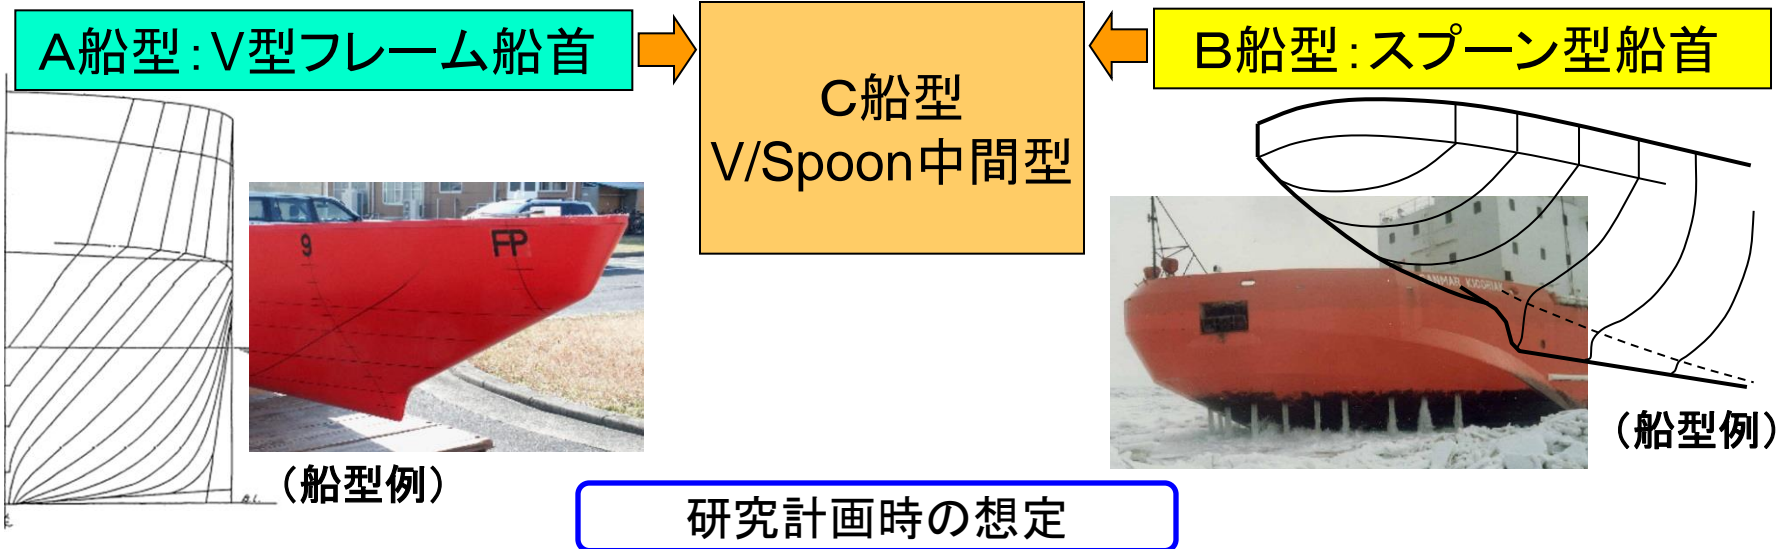 A船型：V型フレーム船首
C船型
V/Spoon中間型
B船型：スプーン型船首
9
FP
CANMAR KIGORIAK
（船型例）
（船型例）
B.L.
研究計画時の想定